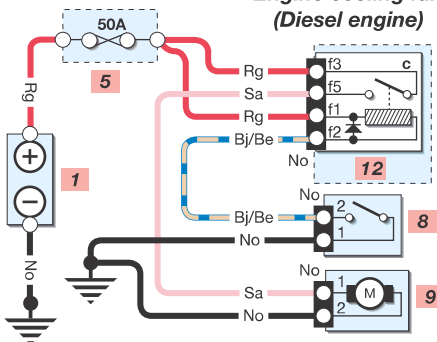 (Diesel engine)
50A
5
Rg
f3
c
Sa
f5
Rg
Rg
f1
Bj/Be
f2
No
12
+
−
1
No
Bj/Be
2
8
No
1
No
No
Sa
1
M
9
No
2